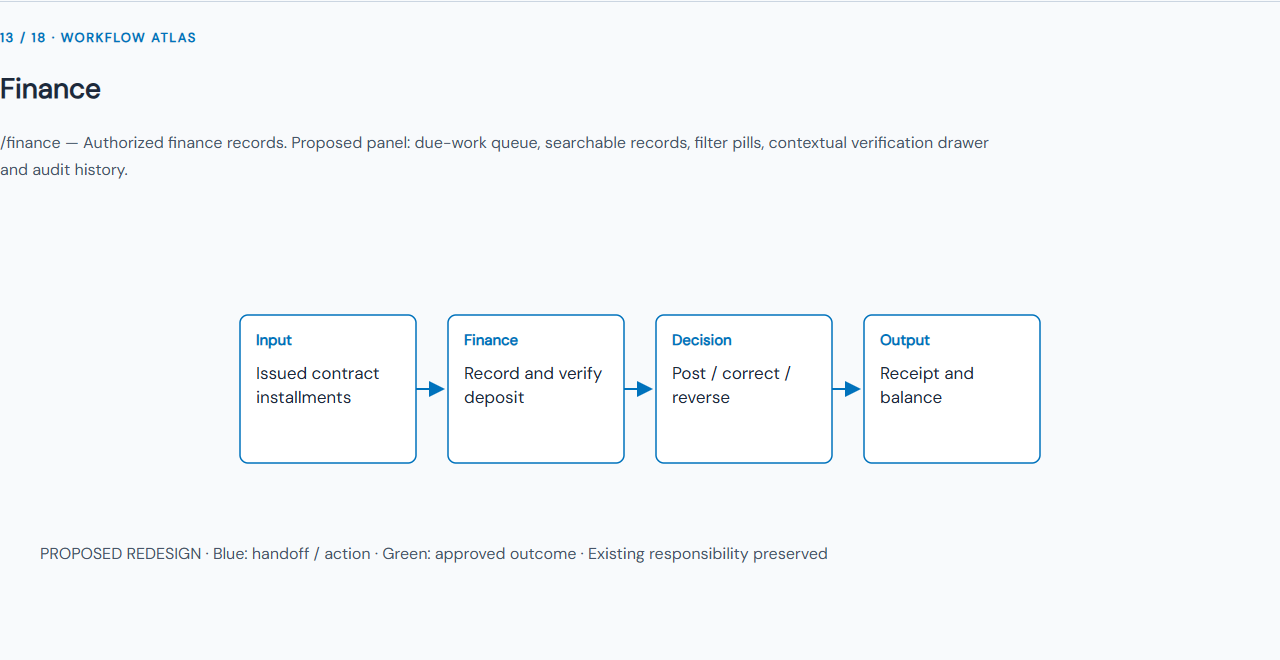 13 / 18 · WORKFLOW ATLAS
Finance
/finance — Authorized finance records. Proposed panel: due-work queue, searchable records, filter pills, contextual verification drawer
and audit history.
Input
Issued contract
installments
Finance
Record and verify
deposit
Decision
Post / correct /
reverse
Output
Receipt and
balance
PROPOSED REDESIGN · Blue: handoff / action · Green: approved outcome · Existing responsibility preserved